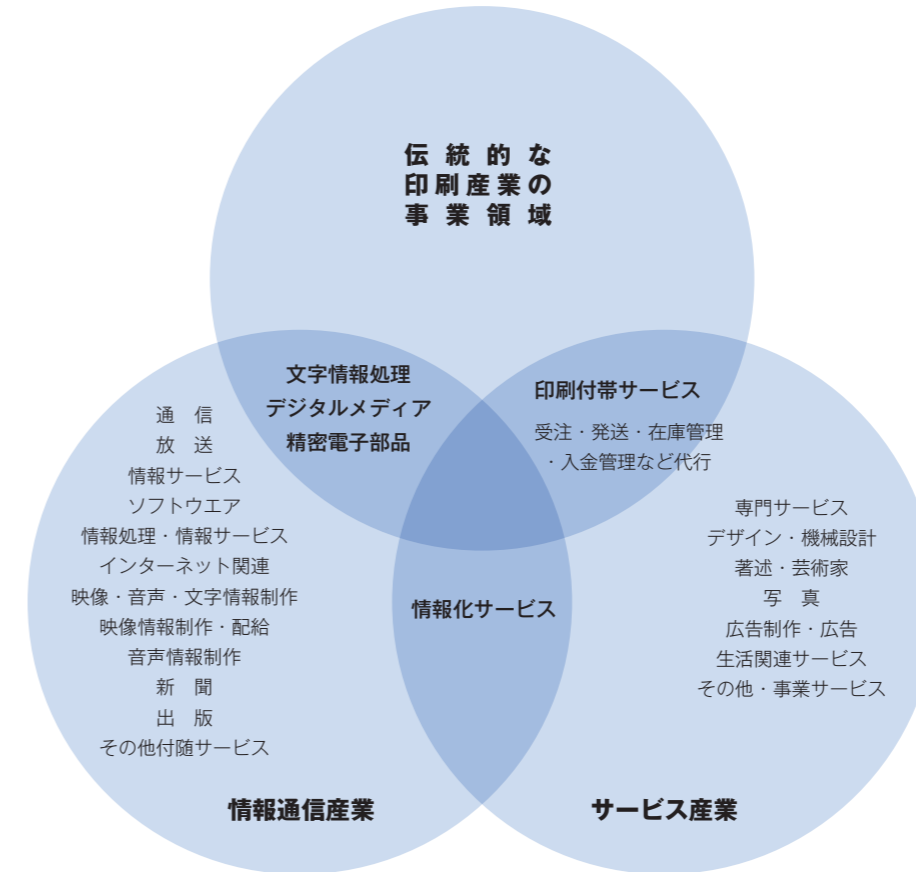 伝統的な
印刷産業の
事業領域
文字情報処理
デジタルメディア
精密電子部品
印刷付帯サービス
受注・発送・在庫管理
・入金管理など代行
通　信
放　送
情報サービス
ソフトウエア
情報処理・情報サービス
インターネット関連
映像・音声・文字情報制作
映像情報制作・配給
音声情報制作
新　聞
出　版
その他付随サービス
情報化サービス
専門サービス
デザイン・機械設計
著述・芸術家
写　真
広告制作・広告
生活関連サービス
その他・事業サービス
情報通信産業
サービス産業